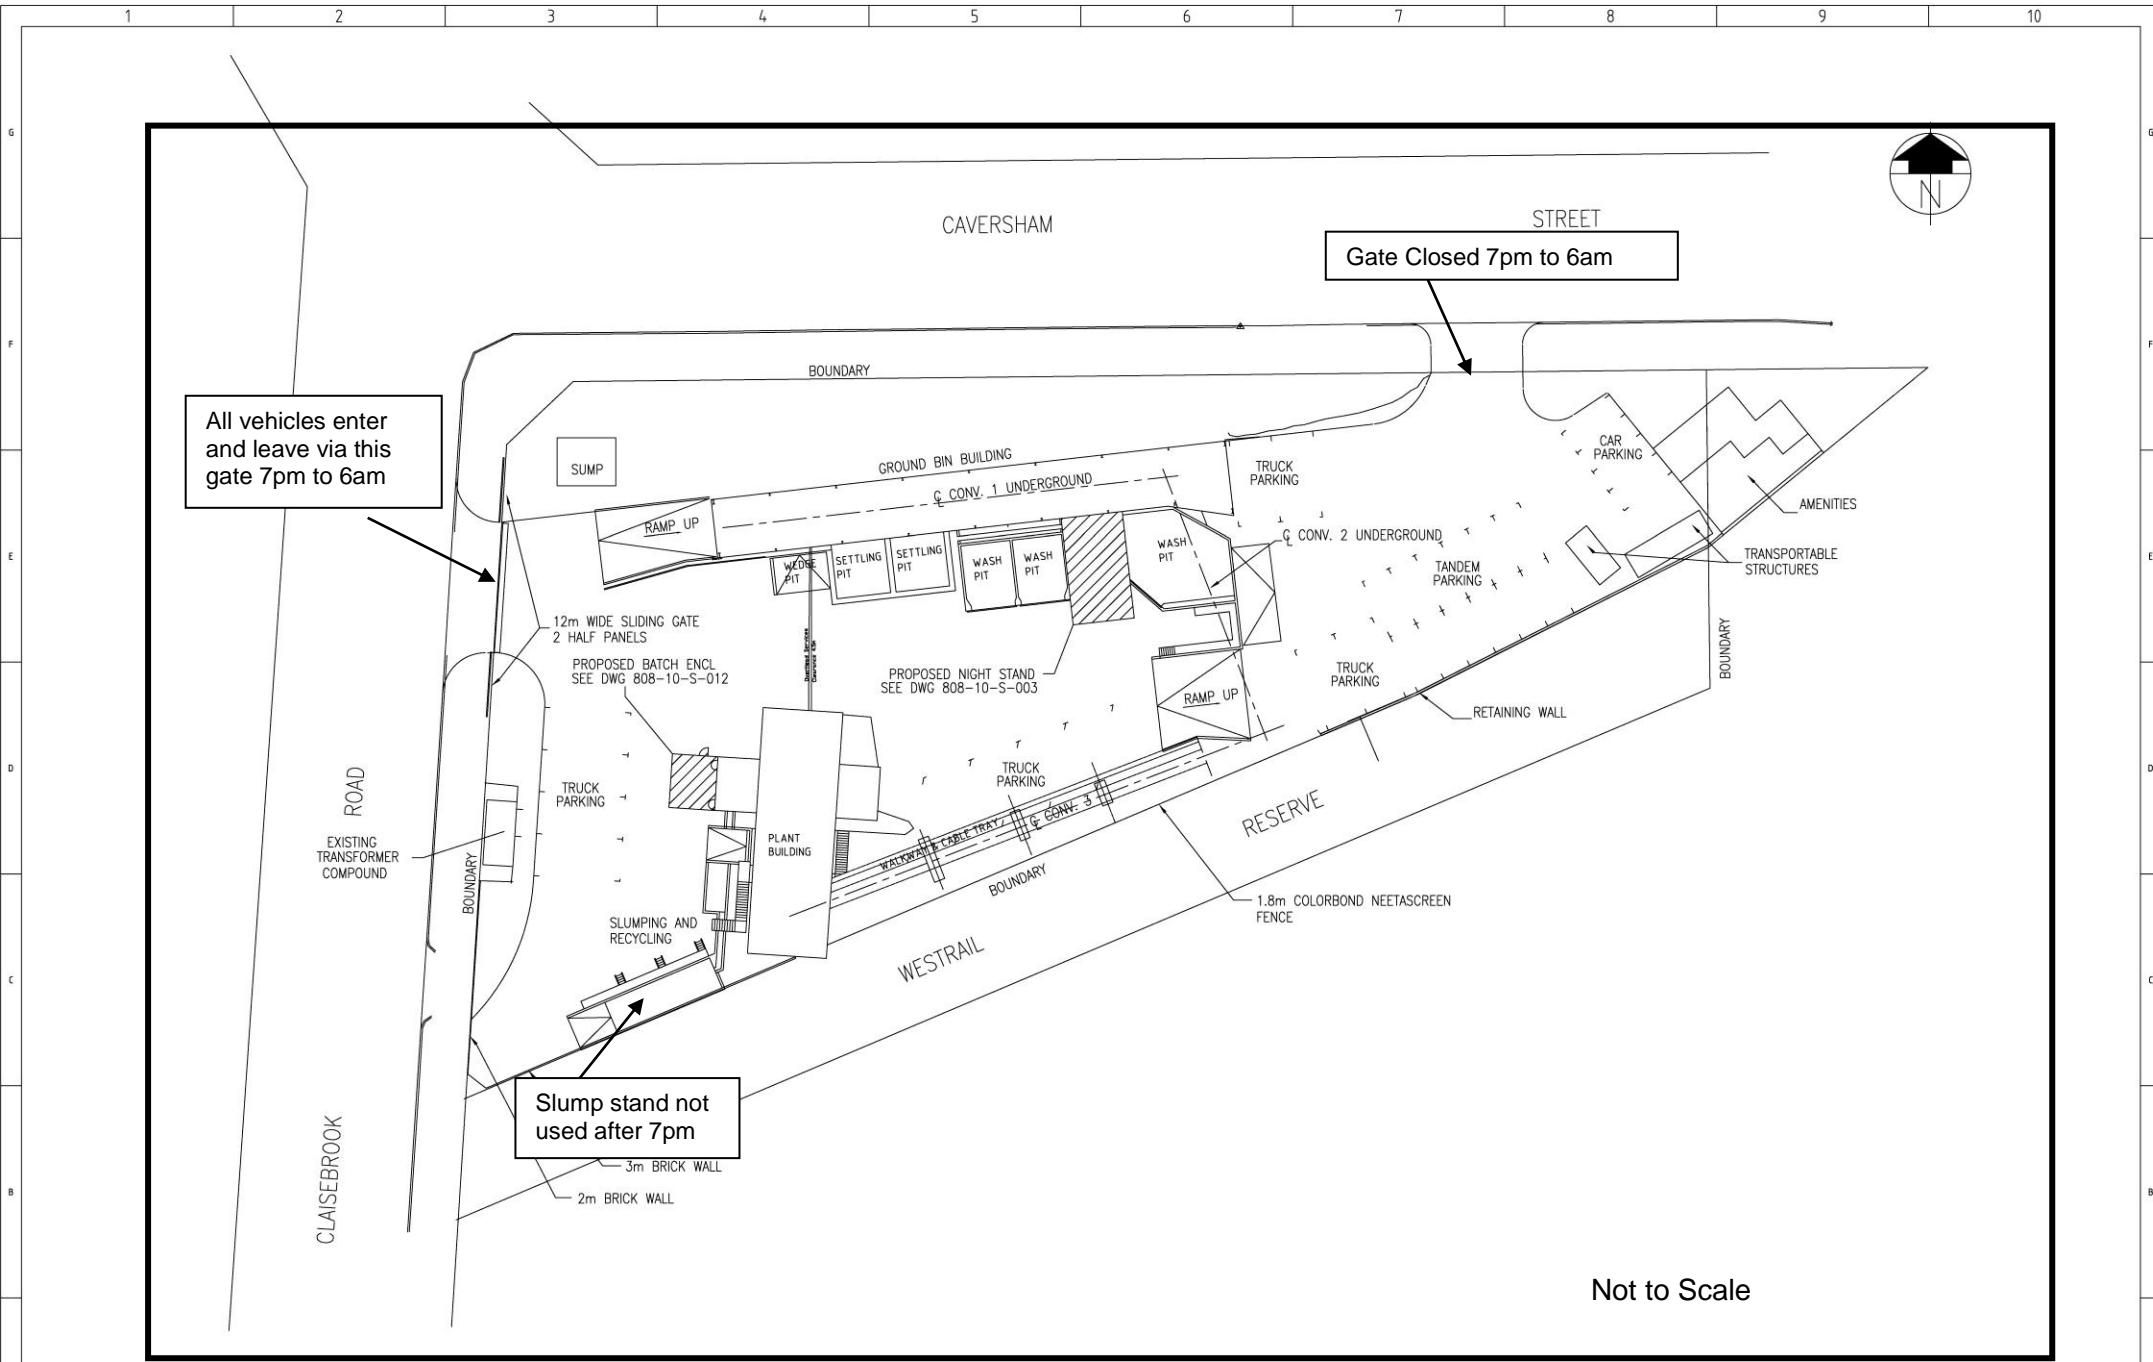 1 2 3 4 5 6 7 8 9 10
G G
N
CAVERSHAM STREET
Gate Closed 7pm to 6am
F F
BOUNDARY
All vehicles enter
and leave via this
gate 7pm to 6am
SUMP
GROUND BIN BUILDING
℄ CONV. 1 UNDERGROUND
RAMP UP
TRUCK
PARKING
CAR
PARKING
AMENITIES
℄ CONV. 2 UNDERGROUND
WEDGE
PIT
SETTLING
PIT
SETTLING
PIT
WASH
PIT
WASH
PIT
WASH
PIT
E E
TANDEM
PARKING
TRANSPORTABLE
STRUCTURES
12m WIDE SLIDING GATE
2 HALF PANELS
PROPOSED BATCH ENCL
SEE DWG 808-10-S-012
PROPOSED NIGHT STAND
SEE DWG 808-10-S-003
BOUNDARY
TRUCK
PARKING
RAMP UP
RETAINING WALL
D D
ROAD
TRUCK
PARKING
TRUCK
PARKING
℄ CONV. 3
WALKWAY & CABLE TRAY
RESERVE
EXISTING
TRANSFORMER
COMPOUND
PLANT
BUILDING
BOUNDARY
BOUNDARY
1.8m COLORBOND NEETASCREEN
FENCE
SLUMPING AND
RECYCLING
WESTRAIL
C C
Slump stand not
used after 7pm
CLAISEBROOK
3m BRICK WALL
2m BRICK WALL
B B
Not to Scale